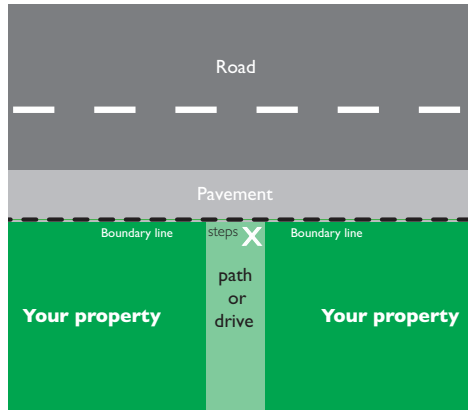 Road
Pavement
Boundary line steps X Boundary line
path
or
Your property drive Your property